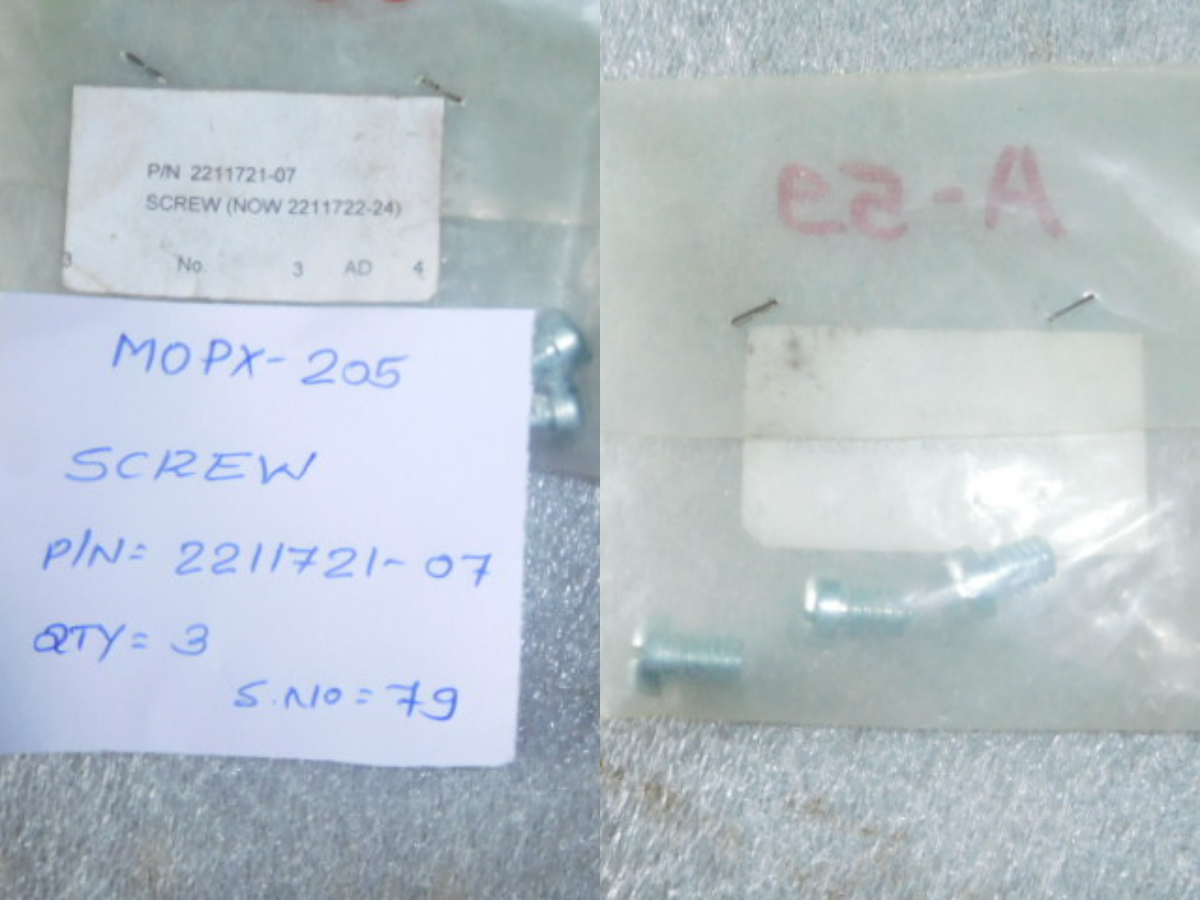 P/N 2211721-07
SCREW (NOW 2211722-24)
3 No. 3 AD 4
MOPX-205
SCREW
P/N= 2211721-07
QTY= 3
S.NO= 79
A-59